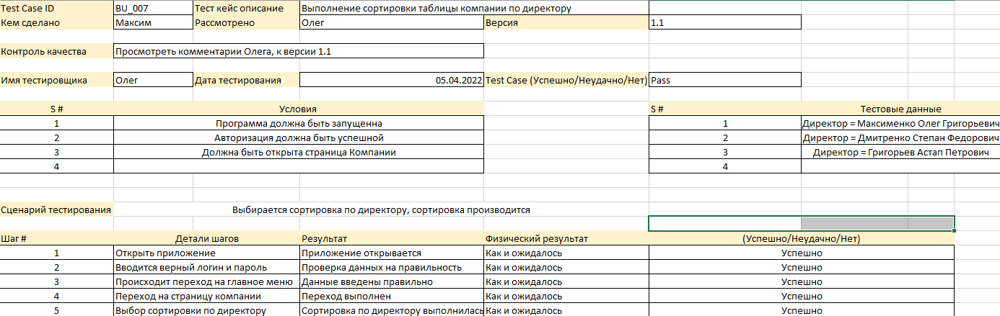 Test Case ID BU_007 Тест кейс описание Выполнение сортировки таблицы компании по директору
Кем сделано Максим Рассмотрено Олег Версия 1.1
Контроль качества Просмотреть комментарии Олега, к версии 1.1
Имя тестировщика Олег Дата тестирования 05.04.2022 Test Case (Успешно/Неудачно/Нет) Pass
S # Условия S # Тестовые данные
1 Программа должна быть запущенна 1 Директор = Максименко Олег Григорьевич
2 Авторизация должна быть успешной 2 Директор = Дмитренко Степан Федорович
3 Должна быть открыта страница Компании 3 Директор = Григорьев Астап Петрович
4 4
Сценарий тестирования Выбирается сортировка по директору, сортировка производится
Шаг # Детали шагов Результат Физический результат (Успешно/Неудачно/Нет)
1 Открыть приложение Приложение открывается Как и ожидалось Успешно
2 Вводится верный логин и пароль Проверка данных на правильность Как и ожидалось Успешно
3 Происходит переход на главное меню Данные введены правильно Как и ожидалось Успешно
4 Переход на страницу компании Переход выполнен Как и ожидалось Успешно
5 Выбор сортировки по директору Сортировка по директору выполнилась Как и ожидалось Успешно